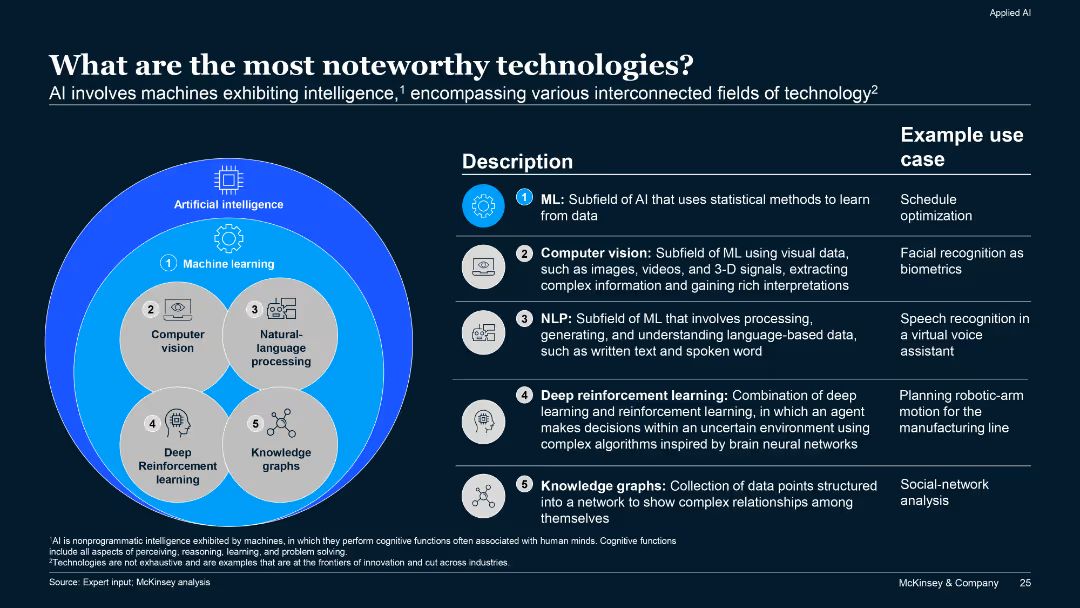 Applied AI
What are the most noteworthy technologies?
AI involves machines exhibiting intelligence,1 encompassing various interconnected fields of technology2
Artificial intelligence
1 Machine learning
2
Computer
vision
3
Natural-
language
processing
4
Deep
Reinforcement
learning
5
Knowledge
graphs
Description
Example use
case
1 ML: Subfield of AI that uses statistical methods to learn
from data
Schedule
optimization
2 Computer vision: Subfield of ML using visual data,
such as images, videos, and 3-D signals, extracting
complex information and gaining rich interpretations
Facial recognition as
biometrics
3 NLP: Subfield of ML that involves processing,
generating, and understanding language-based data,
such as written text and spoken word
Speech recognition in
a virtual voice
assistant
4 Deep reinforcement learning: Combination of deep
learning and reinforcement learning, in which an agent
makes decisions within an uncertain environment using
complex algorithms inspired by brain neural networks
Planning robotic-arm
motion for the
manufacturing line
5 Knowledge graphs: Collection of data points structured
into a network to show complex relationships among
themselves
Social-network
analysis
1AI is nonprogrammatic intelligence exhibited by machines, in which they perform cognitive functions often associated with human minds. Cognitive functions
include all aspects of perceiving, reasoning, learning, and problem solving.
2Technologies are not exhaustive and are examples that are at the frontiers of innovation and cut across industries.
Source: Expert input; McKinsey analysis
McKinsey & Company 25